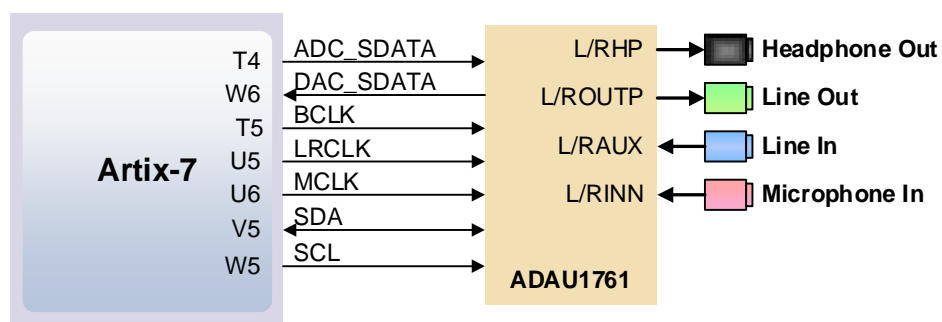 T4 ADC_SDATA L/RHP Headphone Out
W6 DAC_SDATA L/ROUTP Line Out
T5 BCLK
Artix-7 U5 LRCLK L/RAUX Line In
U6 MCLK L/RINN Microphone In
V5 SDA
W5 SCL
ADAU1761